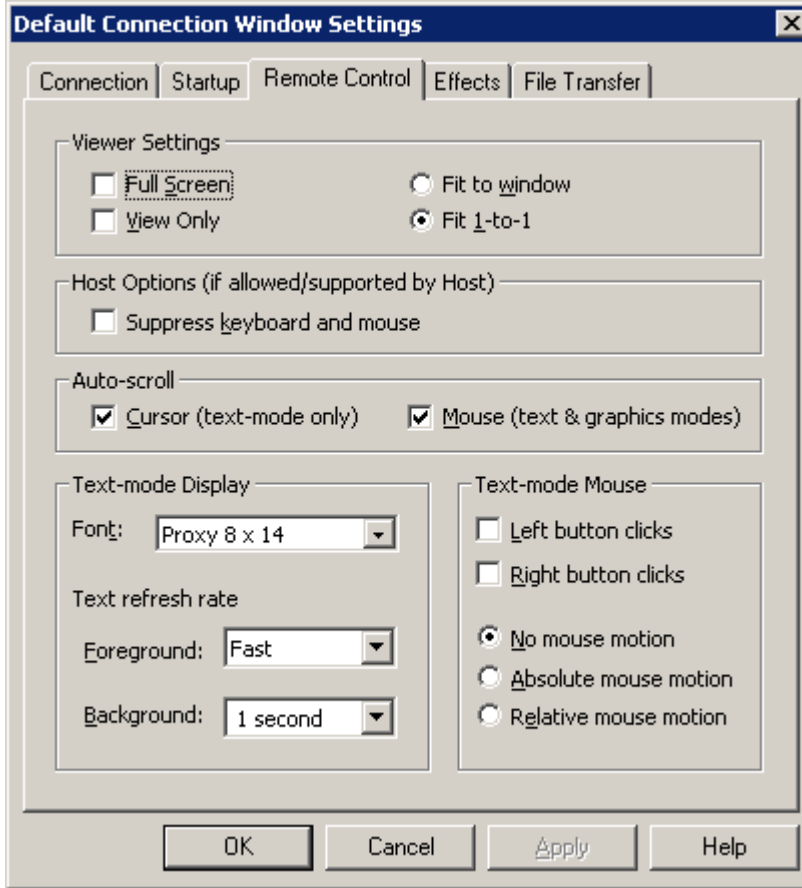 Default Connection Window Settings
Connection Startup Remote Control Effects File Transfer
Viewer Settings
Full Screen Fit to window
View Only Fit 1-to-1
Host Options (if allowed/supported by Host)
Suppress keyboard and mouse
Auto-scroll
Cursor (text-mode only) Mouse (text & graphics modes)
Text-mode Display
Font: Proxy 8 x 14
Text refresh rate
Foreground: Fast
Background: 1 second
Text-mode Mouse
Left button clicks
Right button clicks
No mouse motion
Absolute mouse motion
Relative mouse motion
OK Cancel Apply Help